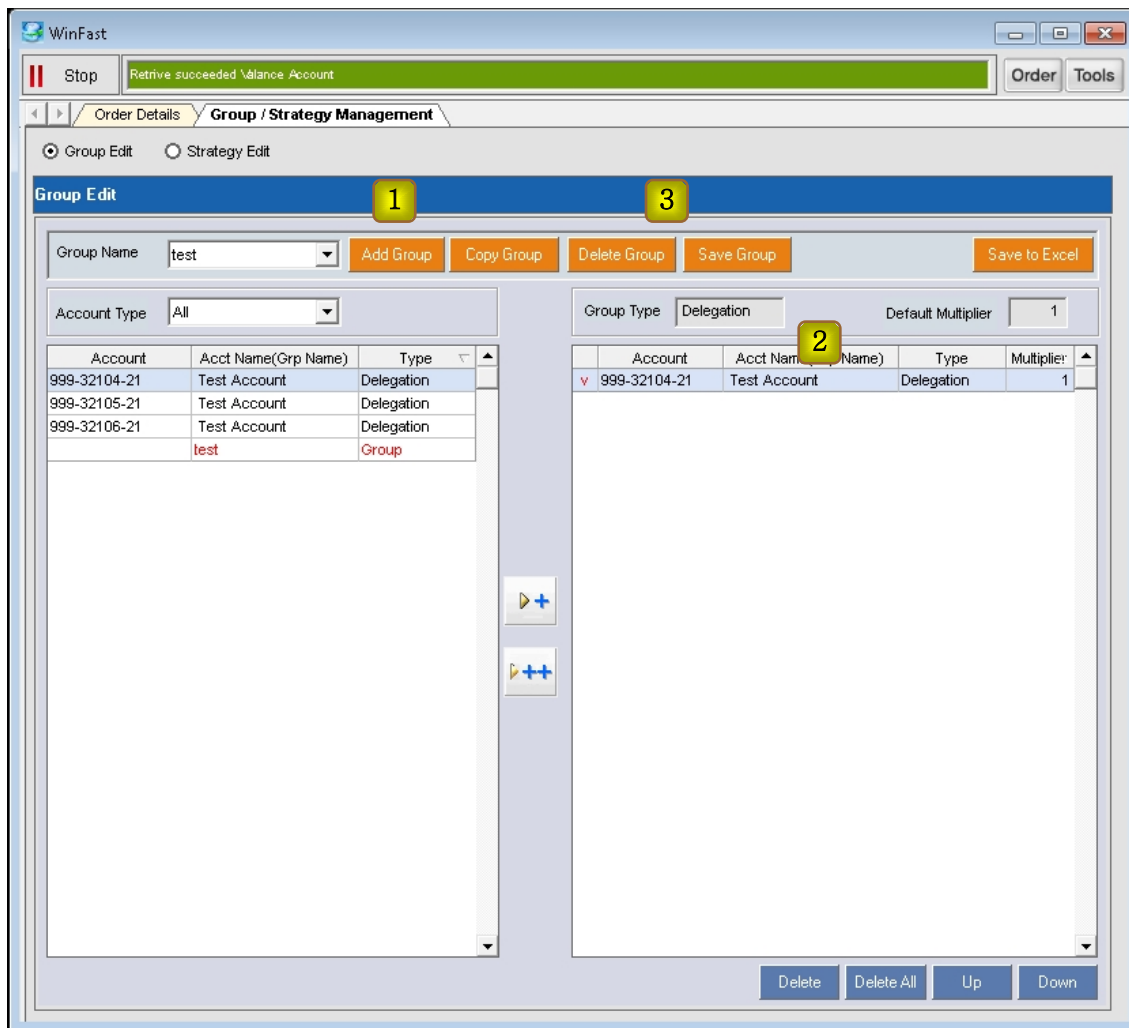 WinFast
Stop Retrive succeeded \alance Account Order Tools
Order Details Group / Strategy Management
Group Edit Strategy Edit
Group Edit 1 3
Group Name test Add Group Copy Group Delete Group Save Group Save to Excel
Account Type All Group Type Delegation Default Multiplier 1
2
Account Acct Name(Grp Name) Type Account Acct Nam Name) Type Multiplier
999-32104-21 Test Account Delegation v 999-32104-21 Test Account Delegation 1
999-32105-21 Test Account Delegation
999-32106-21 Test Account Delegation
test Group
+
++
Delete Delete All Up Down